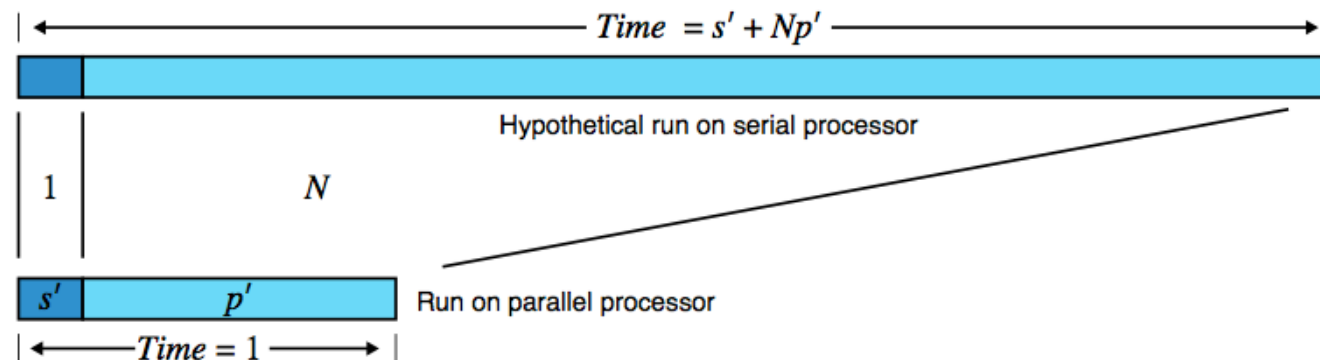 Time = s′ + Np′
Hypothetical run on serial processor
1 N
s′ p′ Run on parallel processor
Time = 1